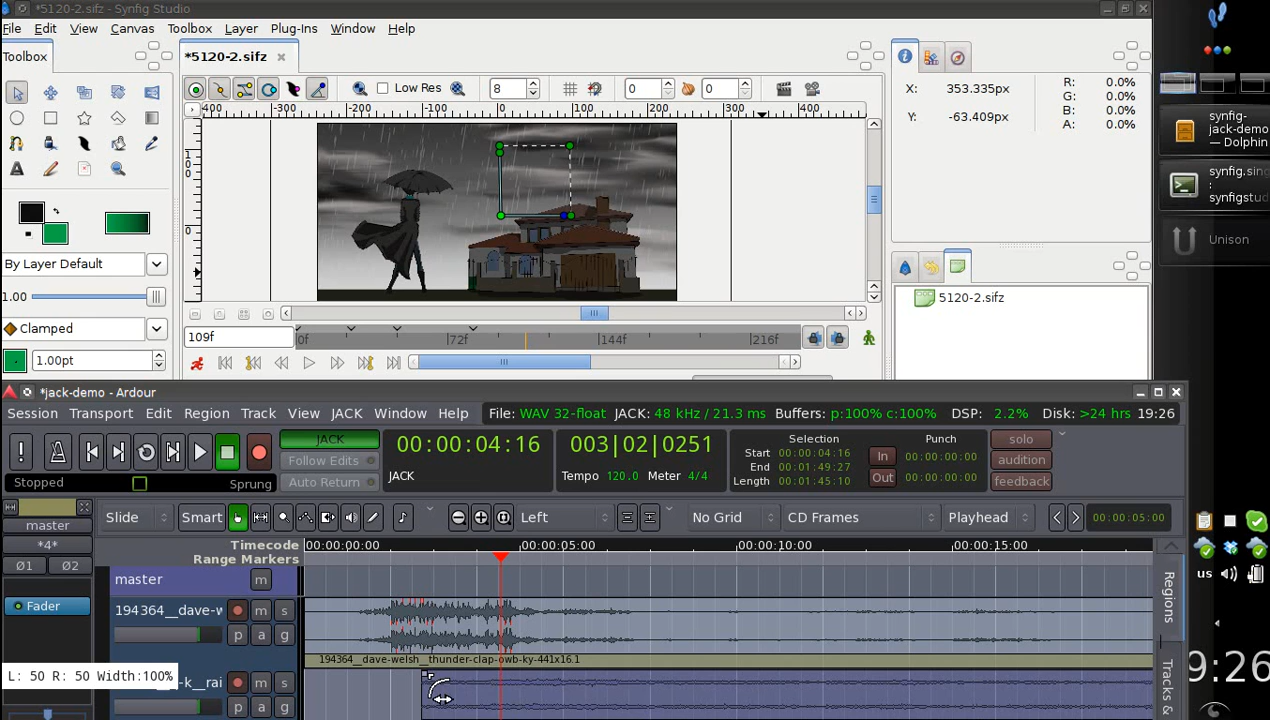 *5120-2.sifz - Synfig Studio
File Edit View Canvas Toolbox Layer Plug-Ins Window Help
Toolbox
*5120-2.sifz
Low Res 8 0 0
-300 -200 -100 0 100 200 300 400
100
0
X: 353.335px
Y: -63.409px
R: 0.0%
G: 0.0%
B: 0.0%
A: 0.0%
synfig-
jack-demo
— Dolphin
synfig.sing
:
synfigstud
Unison
By Layer Default
1.00
Clamped
1.00pt
109f
0f 72f 144f 216f
5120-2.sifz
*jack-demo - Ardour
Session Transport Edit Region Track View JACK Window Help
File: WAV 32-float JACK: 48 kHz / 21.3 ms Buffers: p:100% c:100% DSP: 2.2% Disk: >24 hrs 19:26
JACK
Follow Edits
Auto Return
Stopped Sprung
00:00:04:16
JACK
003|02|0251
Tempo 120.0 Meter 4/4
Selection
Start 00:00:04:16
End 00:01:49:27
Length 00:01:45:10
Punch
In 00:00:00:00
Out 00:00:00:00
solo
audition
feedback
master
*4*
Ø1 Ø2
Fader
Slide Smart Left No Grid CD Frames Playhead 00:00:05:00
Timecode 00:00:00:00 00:00:05:00 00:00:10:00 00:00:15:00
Range Markers
master m
194364__dave-w m s
p a g
194364__dave-welsh__thunder-clap-owb-ky-441x16.1
L: 50 R: 50 Width:100%
-k__rai m s
p a g
Regions
Tracks &
us
9:26